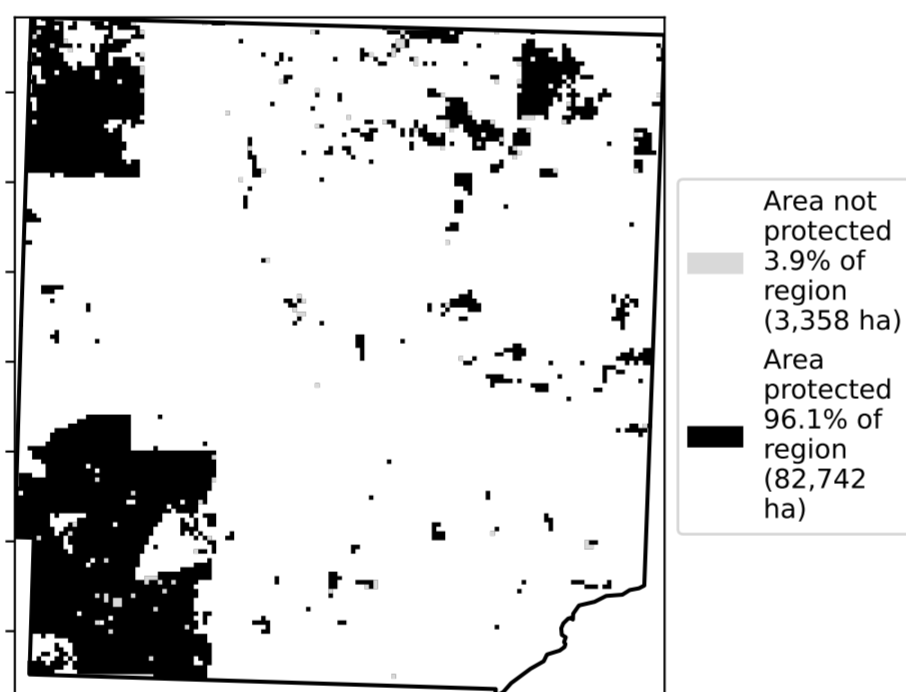 Area not
protected
3.9% of
region
(3,358 ha)
Area
protected
96.1% of
region
(82,742
ha)